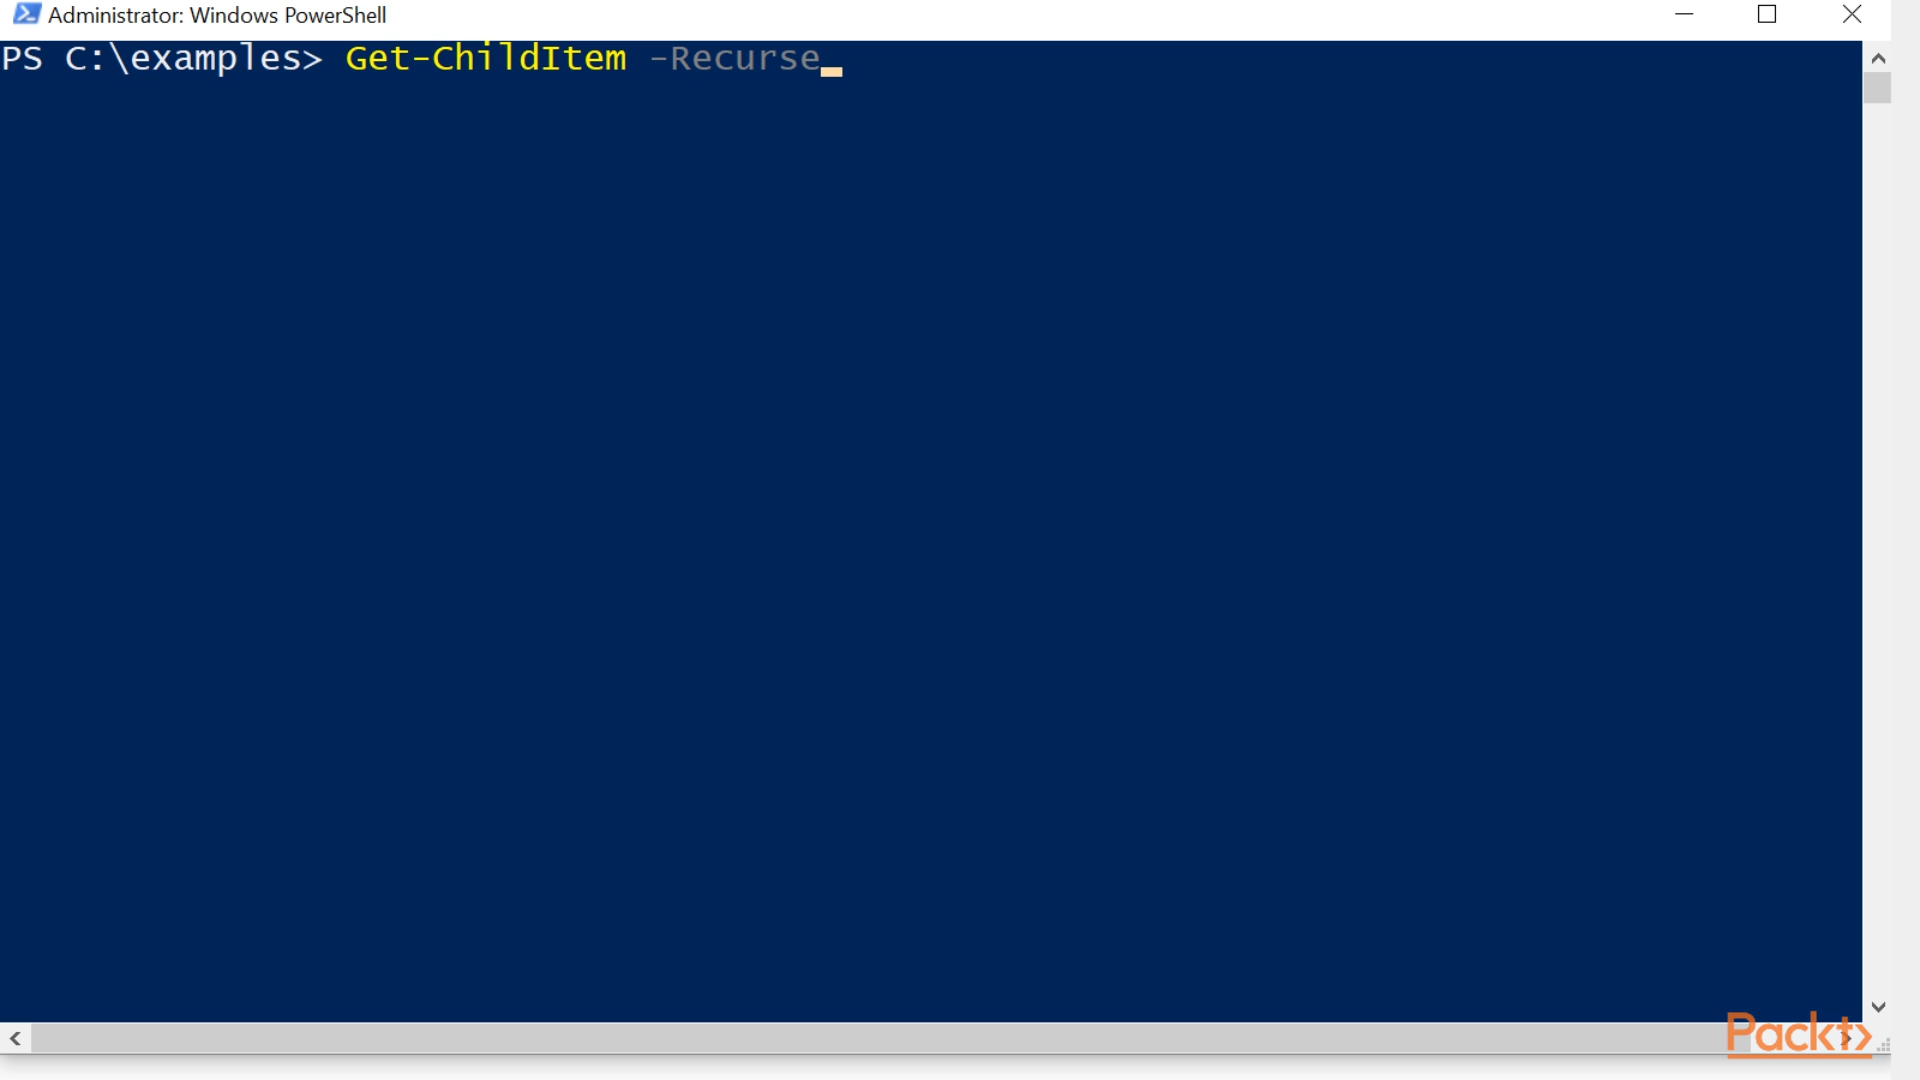 Administrator: Windows PowerShell
PS C:\examples> Get-ChildItem -Recurse
Packt>